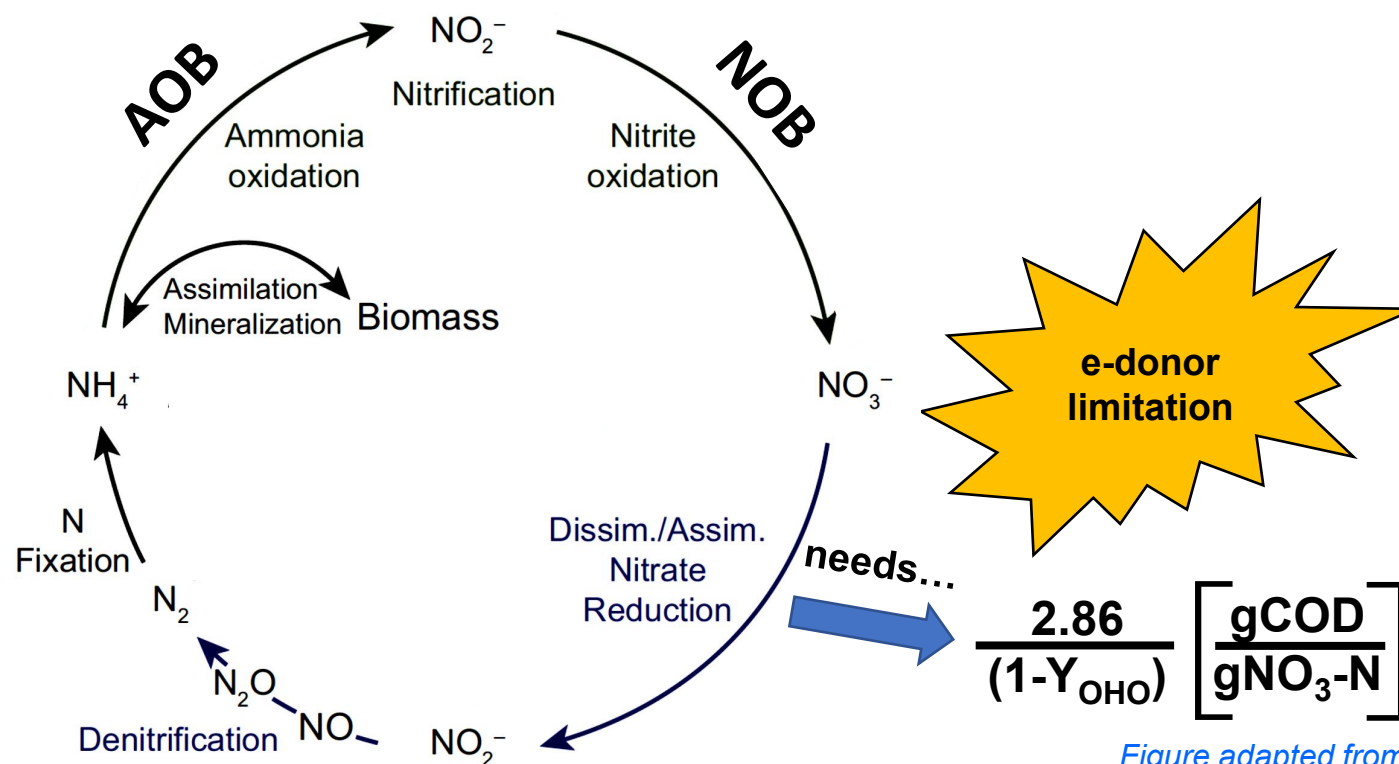 NO₂⁻
Nitrification
AOB
NOB
Ammonia
oxidation
Nitrite
oxidation
Assimilation
Mineralization
Biomass
NH₄⁺
NO₃⁻
e-donor
limitation
N
Fixation
Dissim./Assim.
Nitrate
Reduction
needs...
N₂
N₂O
NO
NO₂⁻
Denitrification
2.86
(1-Y_OHO)
[gCOD
gNO₃-N]
Figure adapted from